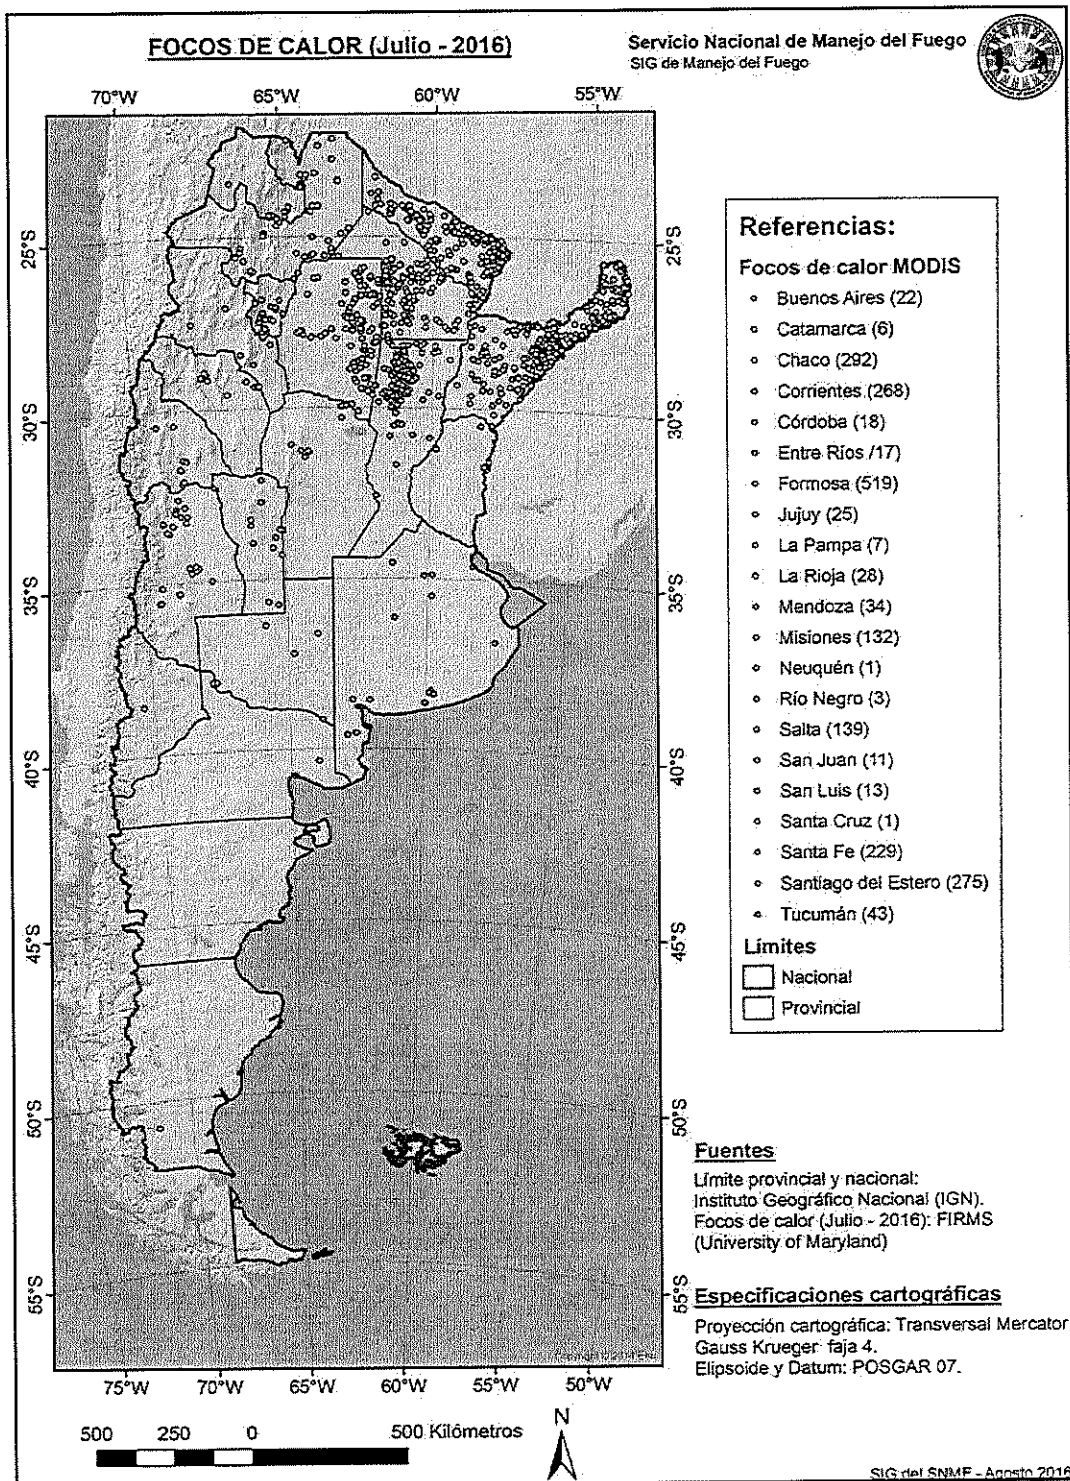 FOCOS DE CALOR (Julio - 2016)
Servicio Nacional de Manejo del Fuego
SIG de Manejo del Fuego
70°W 65°W 60°W 55°W
25°S 25°S
30°S 30°S
35°S 35°S
40°S 40°S
45°S 45°S
50°S 50°S
55°S 55°S
75°W 70°W 65°W 60°W 55°W 50°W
Referencias:
Focos de calor MODIS
Buenos Aires (22)
Catamarca (6)
Chaco (292)
Corrientes (268)
Córdoba (18)
Entre Ríos /17)
Formosa (519)
Jujuy (25)
La Pampa (7)
La Rioja (28)
Mendoza (34)
Misiones (132)
Neuquén (1)
Río Negro (3)
Salta (139)
San Juan (11)
San Luis (13)
Santa Cruz (1)
Santa Fe (229)
Santiago del Estero (275)
Tucumán (43)
Límites
Nacional
Provincial
Fuentes
Límite provincial y nacional:
Instituto Geográfico Nacional (IGN).
Focos de calor (Julio - 2016): FIRMS
(University of Maryland)
Especificaciones cartográficas
Proyección cartográfica: Transversal Mercator
Gauss Krueger faja 4.
Elipsoide y Datum: POSGAR 07.
500 250 0 500 Kilómetros
N
SIG del SNMF - Agosto 2016